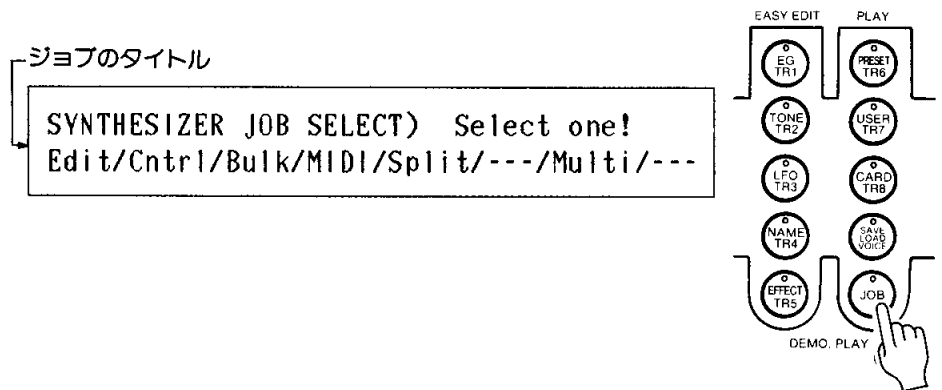 ジョブのタイトル
SYNTHESIZER JOB SELECT) Select one!
Edit/Cntrl/Bulk/MIDI/Split/---/Multi/---
EASY EDIT PLAY
EG
TR1
PRESET
TR6
TONE
TR2
USER
TR7
LFO
TR3
CARD
TR8
NAME
TR4
SAVE
LOAD
VOICE
EFFECT
TR5
JOB
DEMO. PLAY